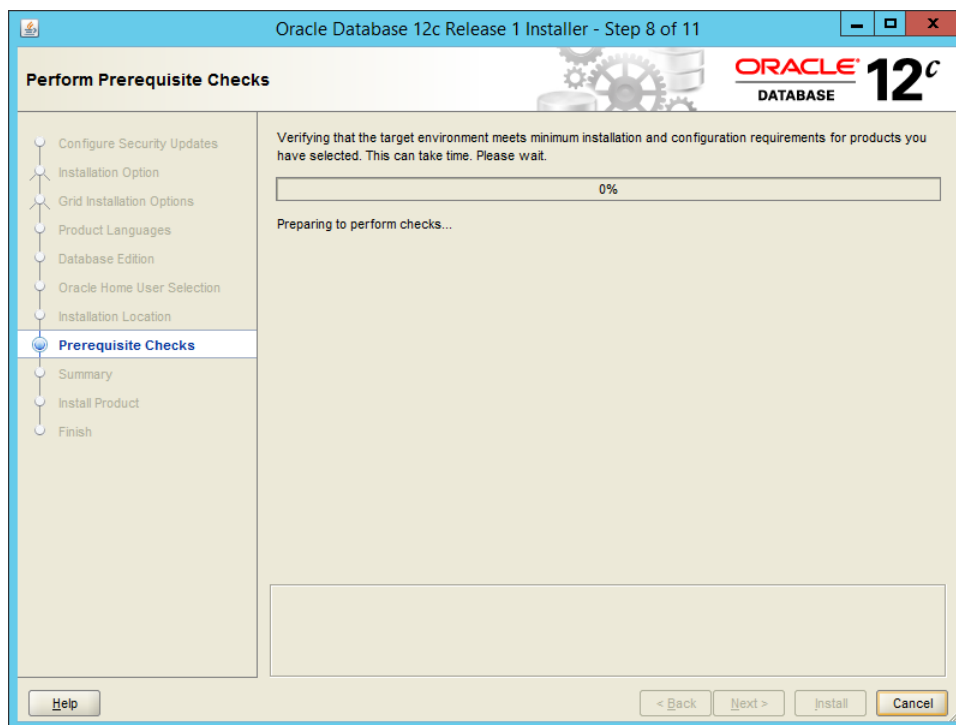 Oracle Database 12c Release 1 Installer - Step 8 of 11
Perform Prerequisite Checks
ORACLE®
DATABASE
12c
Configure Security Updates
Installation Option
Grid Installation Options
Product Languages
Database Edition
Oracle Home User Selection
Installation Location
Prerequisite Checks
Summary
Install Product
Finish
Verifying that the target environment meets minimum installation and configuration requirements for products you
have selected. This can take time. Please wait.
0%
Preparing to perform checks...
Help
< Back
Next >
Install
Cancel